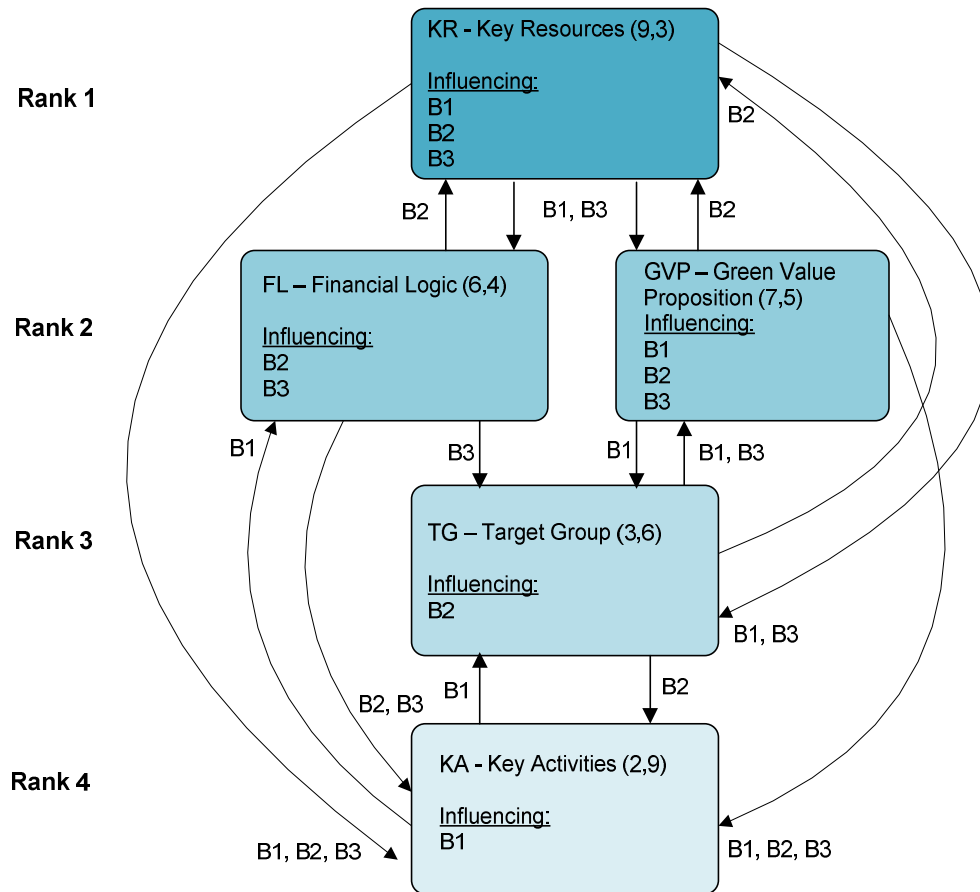 KR - Key Resources (9,3)
Influencing:
B1
B2
B3
Rank 1
B2
B2
B1, B3
B2
FL – Financial Logic (6,4)
Influencing:
B2
B3
GVP – Green Value
Proposition (7,5)
Influencing:
B1
B2
B3
Rank 2
B1
B3
B1
B1, B3
Rank 3
TG – Target Group (3,6)
Influencing:
B2
B1, B3
B1
B2
B2, B3
Rank 4
KA - Key Activities (2,9)
Influencing:
B1
B1, B2, B3
B1, B2, B3